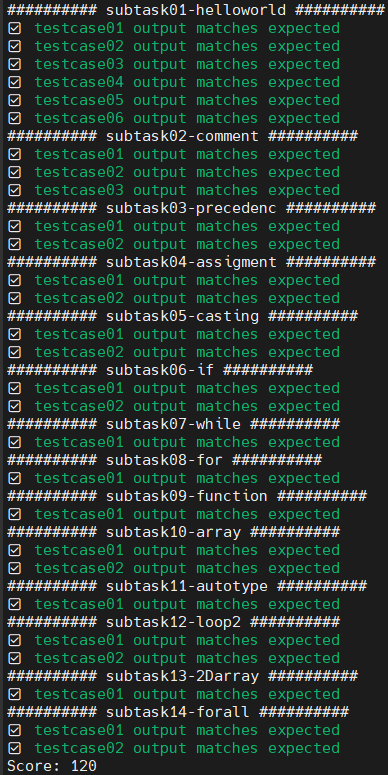 ########## subtask01-helloworld ##########
☑ testcase01 output matches expected
☑ testcase02 output matches expected
☑ testcase03 output matches expected
☑ testcase04 output matches expected
☑ testcase05 output matches expected
☑ testcase06 output matches expected
########## subtask02-comment ##########
☑ testcase01 output matches expected
☑ testcase02 output matches expected
☑ testcase03 output matches expected
########## subtask03-precedenc ##########
☑ testcase01 output matches expected
☑ testcase02 output matches expected
########## subtask04-assigment ##########
☑ testcase01 output matches expected
☑ testcase02 output matches expected
########## subtask05-casting ##########
☑ testcase01 output matches expected
☑ testcase02 output matches expected
########## subtask06-if ##########
☑ testcase01 output matches expected
☑ testcase02 output matches expected
########## subtask07-while ##########
☑ testcase01 output matches expected
########## subtask08-for ##########
☑ testcase01 output matches expected
########## subtask09-function ##########
☑ testcase01 output matches expected
########## subtask10-array ##########
☑ testcase01 output matches expected
☑ testcase02 output matches expected
########## subtask11-autotype ##########
☑ testcase01 output matches expected
########## subtask12-loop2 ##########
☑ testcase01 output matches expected
☑ testcase02 output matches expected
########## subtask13-2Darray ##########
☑ testcase01 output matches expected
########## subtask14-forall ##########
☑ testcase01 output matches expected
☑ testcase02 output matches expected
Score: 120